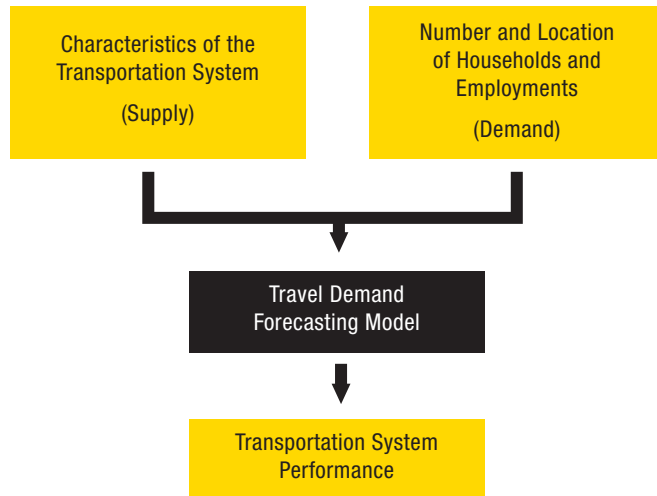 Characteristics of the
Transportation System
(Supply)
Number and Location
of Households and
Employments
(Demand)
Travel Demand
Forecasting Model
Transportation System
Performance